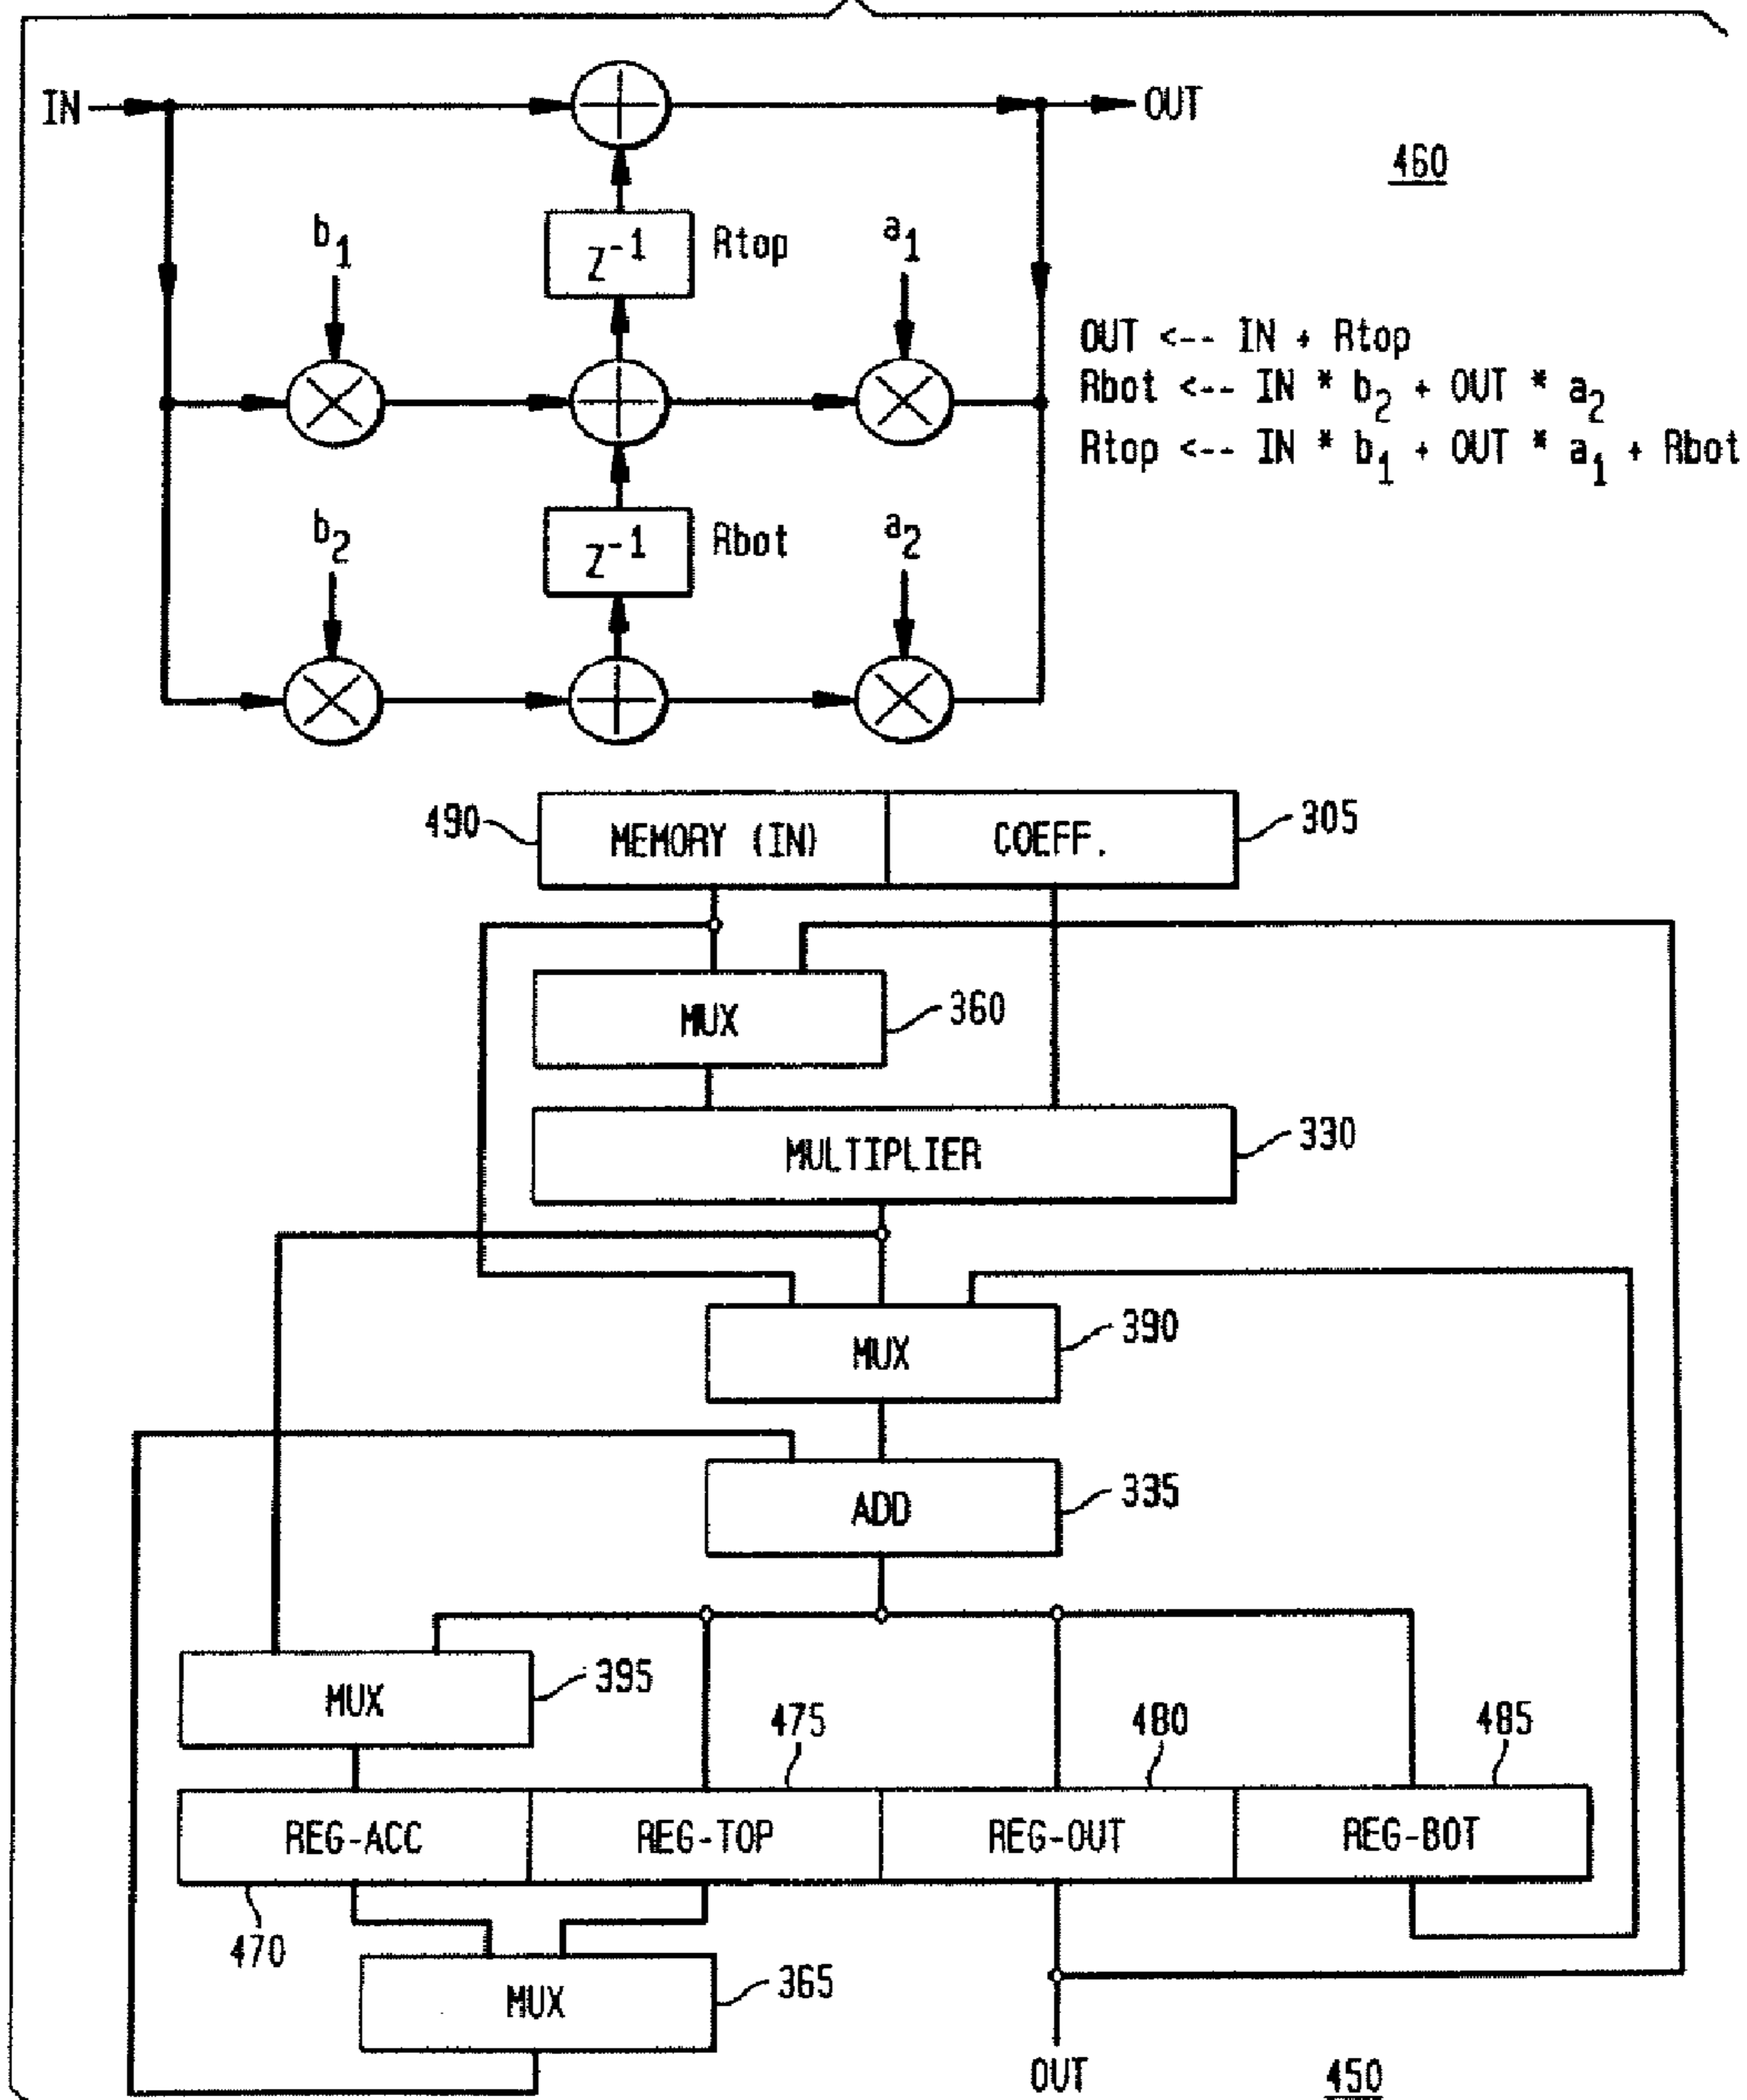 IN
OUT
460
b1
Z-1
Rtop
a1
OUT <-- IN + Rtop
Rbot <-- IN * b2 + OUT * a2
Rtop <-- IN * b1 + OUT * a1 + Rbot
b2
Z-1
Rbot
a2
490
MEMORY (IN)
COEFF.
305
MUX
360
MULTIPLIER
330
MUX
390
ADD
335
MUX
395
475
480
485
REG-ACC
REG-TOP
REG-OUT
REG-BOT
470
MUX
365
OUT
450